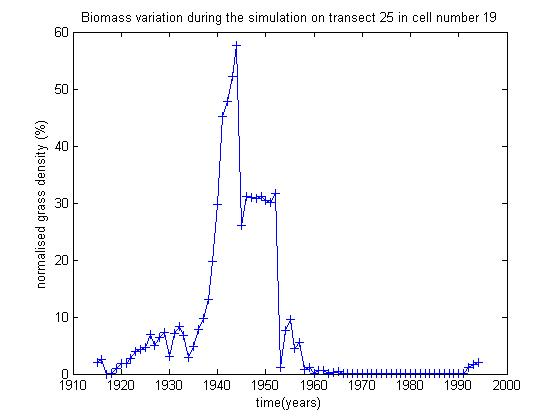 Biomass variation during the simulation on transect 25 in cell number 19
60
50
40
30
20
10
0
normalised grass density (%)
1910 1920 1930 1940 1950 1960 1970 1980 1990 2000
time(years)